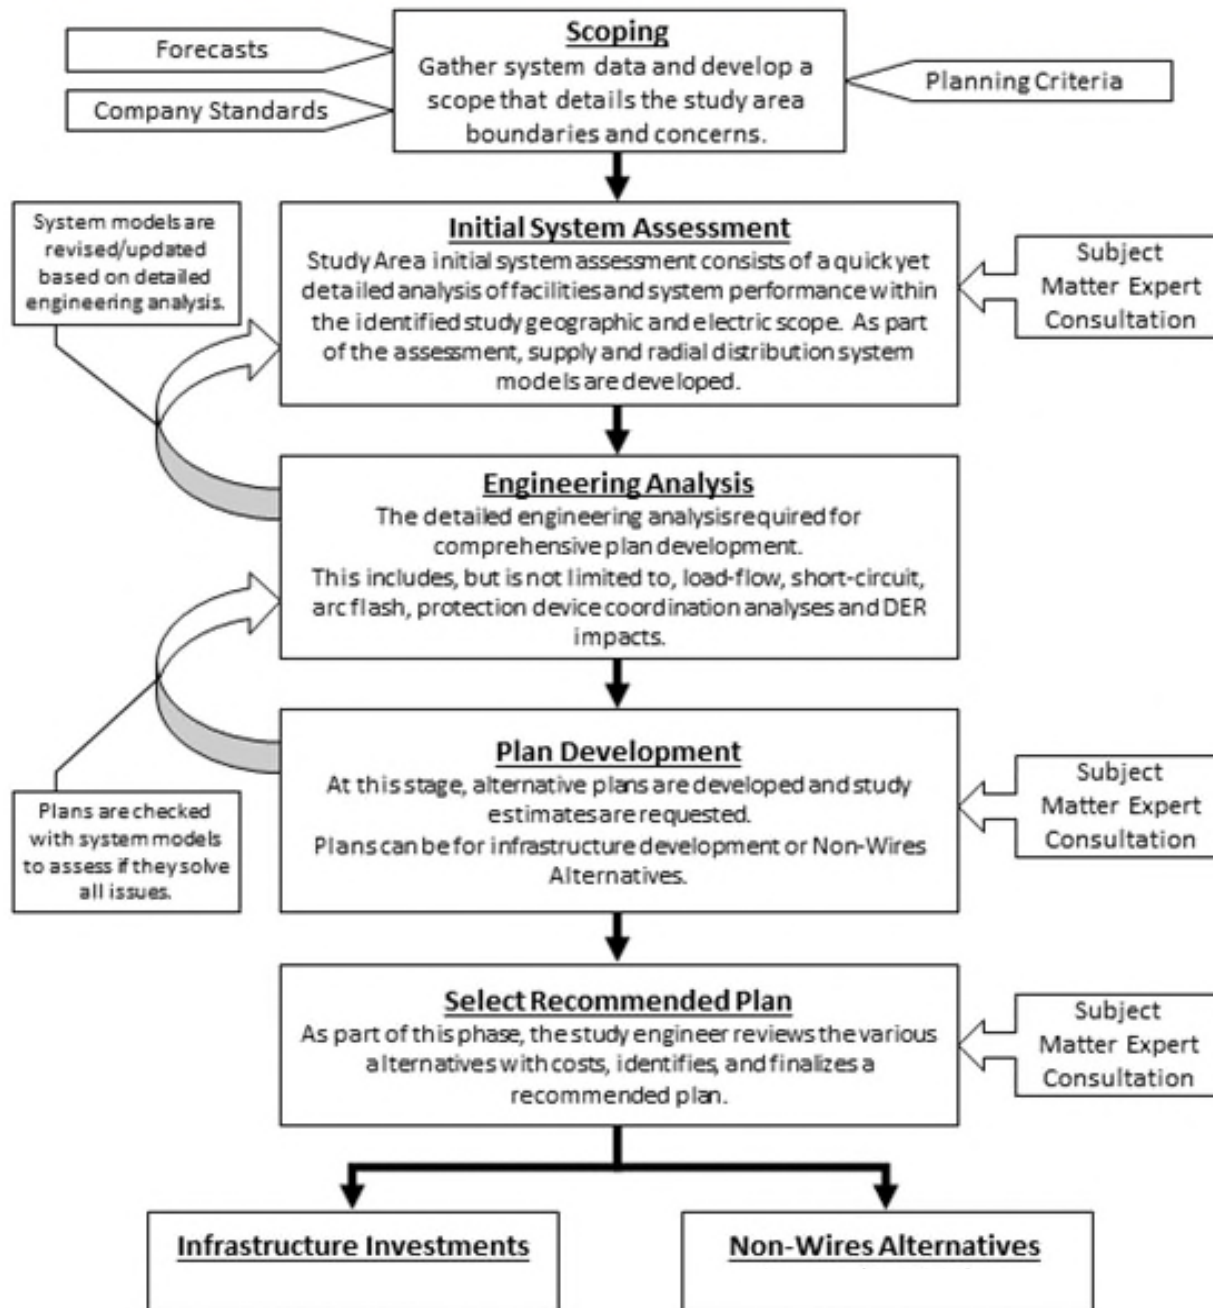 Forecasts
Company Standards
Scoping
Gather system data and develop a
scope that details the study area
boundaries and concerns.
Planning Criteria
System models are
revised/updated
based on detailed
engineering analysis.
Initial System Assessment
Study Area initial system assessment consists of a quick yet
detailed analysis of facilities and system performance within
the identified study geographic and electric scope. As part
of the assessment, supply and radial distribution system
models are developed.
Subject
Matter Expert
Consultation
Engineering Analysis
The detailed engineering analysis required for
comprehensive plan development.
This includes, but is not limited to, load-flow, short-circuit,
arc flash, protection device coordination analyses and DER
impacts.
Plans are checked
with system models
to assess if they solve
all issues.
Plan Development
At this stage, alternative plans are developed and study
estimates are requested.
Plans can be for infrastructure development or Non-Wires
Alternatives.
Subject
Matter Expert
Consultation
Select Recommended Plan
As part of this phase, the study engineer reviews the various
alternatives with costs, identifies, and finalizes a
recommended plan.
Subject
Matter Expert
Consultation
Infrastructure Investments
Non-Wires Alternatives